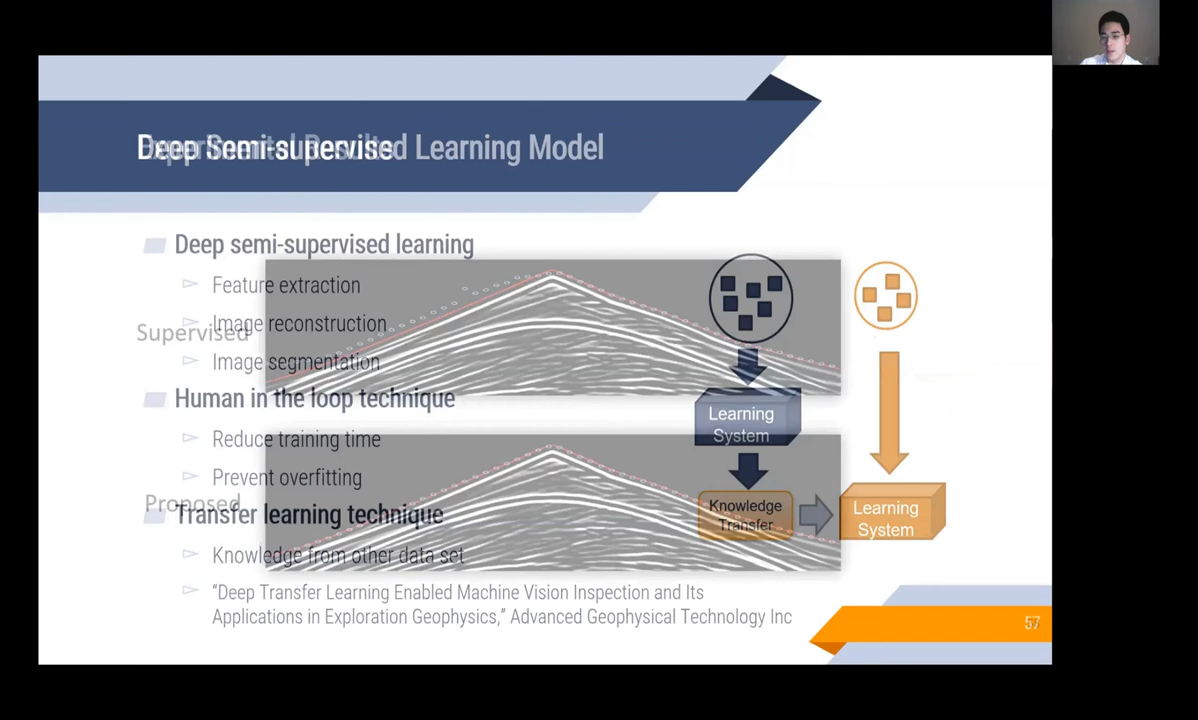 Deep Semi-supervised Learning Model
Experimental Results
Deep semi-supervised learning
Feature extraction
Image reconstruction
Supervised
Image segmentation
Human in the loop technique
Reduce training time
Prevent overfitting
Proposed
Transfer learning technique
Knowledge from other data set
“Deep Transfer Learning Enabled Machine Vision Inspection and Its
Applications in Exploration Geophysics,” Advanced Geophysical Technology Inc
Learning
System
Knowledge
Transfer
Learning
System